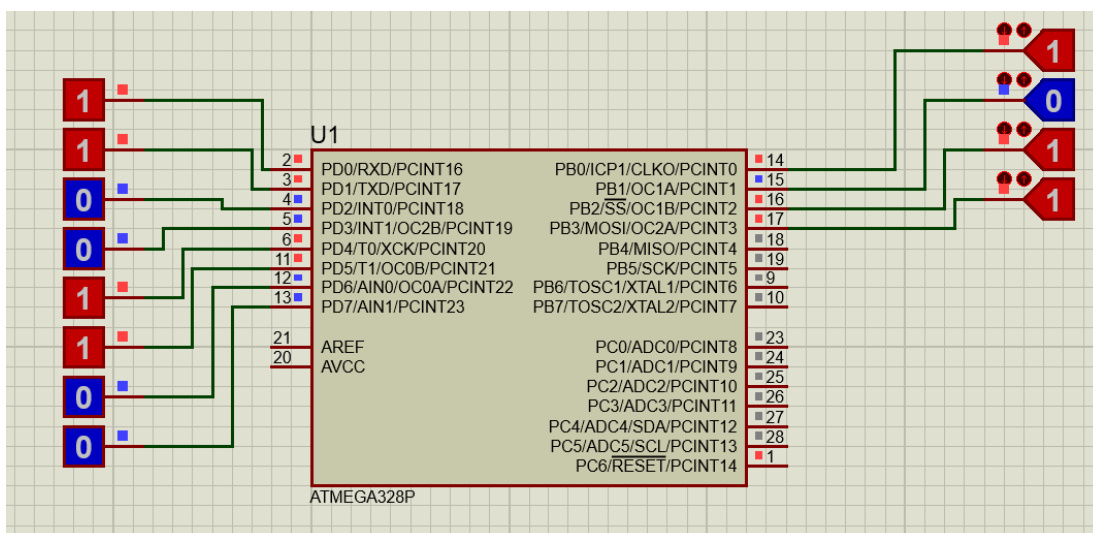 1
1
0
0
1
1
0
0
U1
2 PD0/RXD/PCINT16
3 PD1/TXD/PCINT17
4 PD2/INT0/PCINT18
5 PD3/INT1/OC2B/PCINT19
6 PD4/T0/XCK/PCINT20
11 PD5/T1/OC0B/PCINT21
12 PD6/AIN0/OC0A/PCINT22
13 PD7/AIN1/PCINT23
21 AREF
20 AVCC
PB0/ICP1/CLKO/PCINT0 14
PB1/OC1A/PCINT1 15
PB2/SS/OC1B/PCINT2 16
PB3/MOSI/OC2A/PCINT3 17
PB4/MISO/PCINT4 18
PB5/SCK/PCINT5 19
PB6/TOSC1/XTAL1/PCINT6 9
PB7/TOSC2/XTAL2/PCINT7 10
PC0/ADC0/PCINT8 23
PC1/ADC1/PCINT9 24
PC2/ADC2/PCINT10 25
PC3/ADC3/PCINT11 26
PC4/ADC4/SDA/PCINT12 27
PC5/ADC5/SCL/PCINT13 28
PC6/RESET/PCINT14 1
ATMEGA328P
1
0
1
1